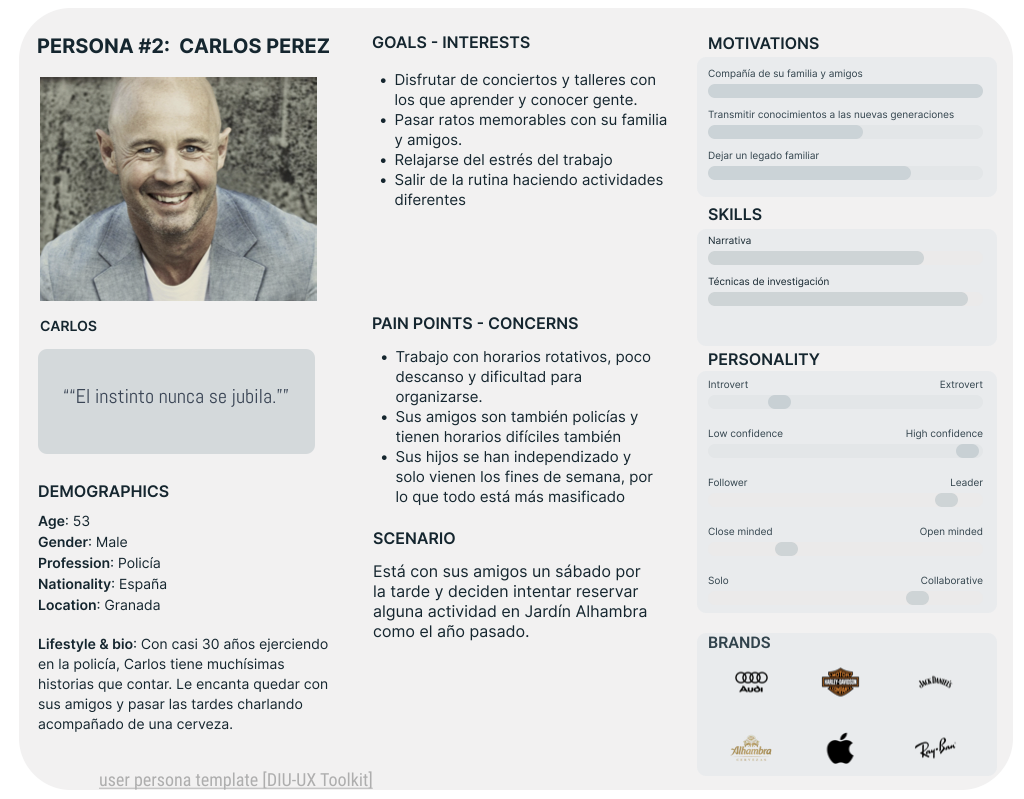 PERSONA #2: CARLOS PEREZ
CARLOS
““El instinto nunca se jubila.””
DEMOGRAPHICS
Age: 53
Gender: Male
Profession: Policía
Nationality: España
Location: Granada
Lifestyle & bio: Con casi 30 años ejerciendo
en la policía, Carlos tiene muchísimas
historias que contar. Le encanta quedar con
sus amigos y pasar las tardes charlando
acompañado de una cerveza.
user persona template [DIU-UX Toolkit]
GOALS - INTERESTS
• Disfrutar de conciertos y talleres con
los que aprender y conocer gente.
• Pasar ratos memorables con su familia
y amigos.
• Relajarse del estrés del trabajo
• Salir de la rutina haciendo actividades
diferentes
PAIN POINTS - CONCERNS
• Trabajo con horarios rotativos, poco
descanso y dificultad para
organizarse.
• Sus amigos son también policías y
tienen horarios difíciles también
• Sus hijos se han independizado y
solo vienen los fines de semana, por
lo que todo está más masificado
SCENARIO
Está con sus amigos un sábado por
la tarde y deciden intentar reservar
alguna actividad en Jardín Alhambra
como el año pasado.
MOTIVATIONS
Compañía de su familia y amigos
Transmitir conocimientos a las nuevas generaciones
Dejar un legado familiar
SKILLS
Narrativa
Técnicas de investigación
PERSONALITY
Introvert Extrovert
Low confidence High confidence
Follower Leader
Close minded Open minded
Solo Collaborative
BRANDS
Audi
MOTOR
HARLEY-DAVIDSON
COMPANY
JACK DANIEL'S
Alhambra
Ray-Ban